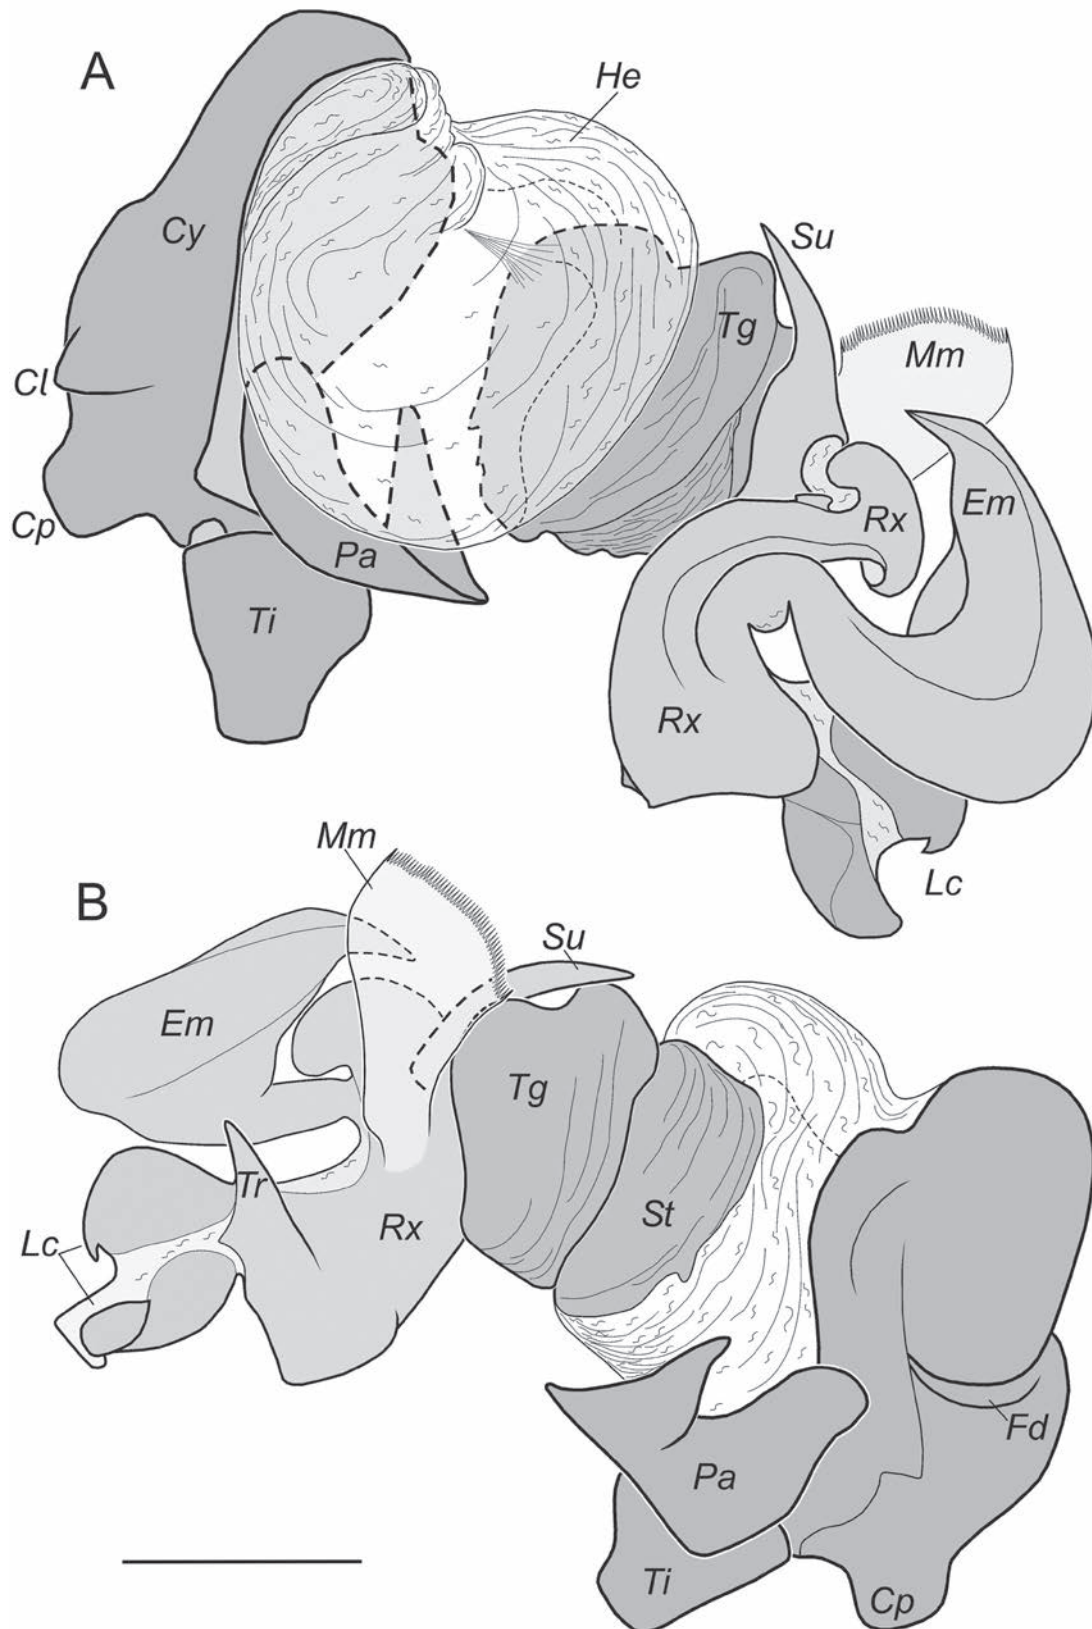 A
He
Cy
Su
Tg
Mm
Cl
Cp
Pa
Rx
Em
Ti
Rx
Lc
Mm
B
Su
Em
Tg
Tr
St
Rx
Lc
Fd
Pa
Ti
Cp